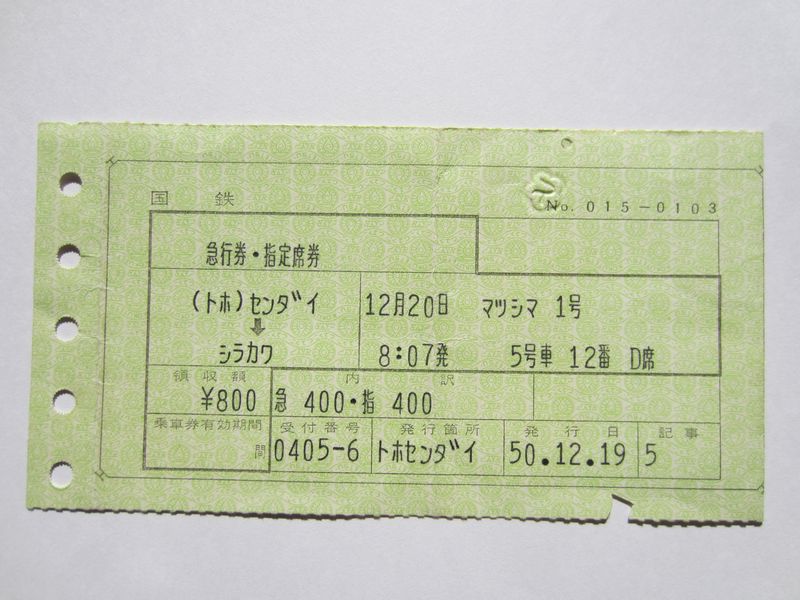 国鉄
No. 015-0103
急行券・指定席券
(トホ)センダイ 12月20日 マツシマ 1号
⇩
シラカワ 8:07発 5号車 12番 D席
領収額 内訳
¥800 急 400・指 400
乗車券有効期間 受付番号 発行箇所 発行日 記事
間 0405-6 トホセンダイ 50.12.19 5